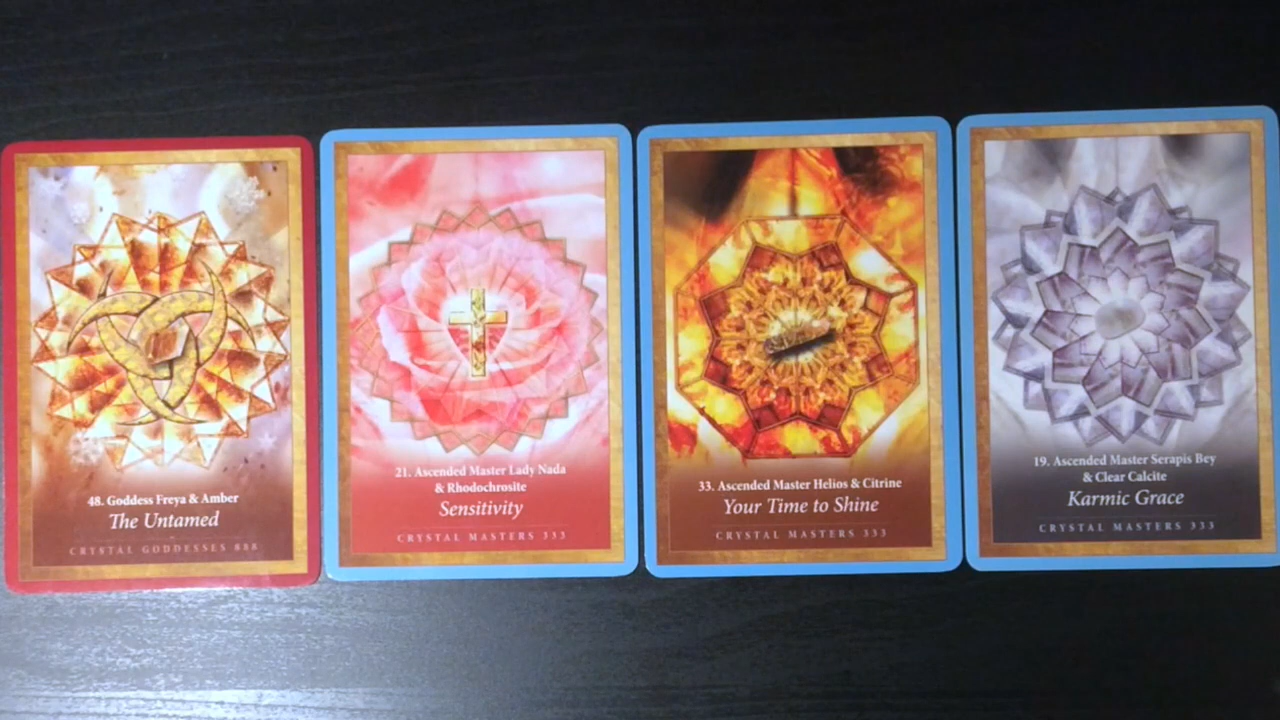 48. Goddess Freya & Amber
The Untamed
CRYSTAL GODDESSES 888
21. Ascended Master Lady Nada
& Rhodochrosite
Sensitivity
CRYSTAL MASTERS 333
33. Ascended Master Helios & Citrine
Your Time to Shine
CRYSTAL MASTERS 333
19. Ascended Master Serapis Bey
& Clear Calcite
Karmic Grace
CRYSTAL MASTERS 333